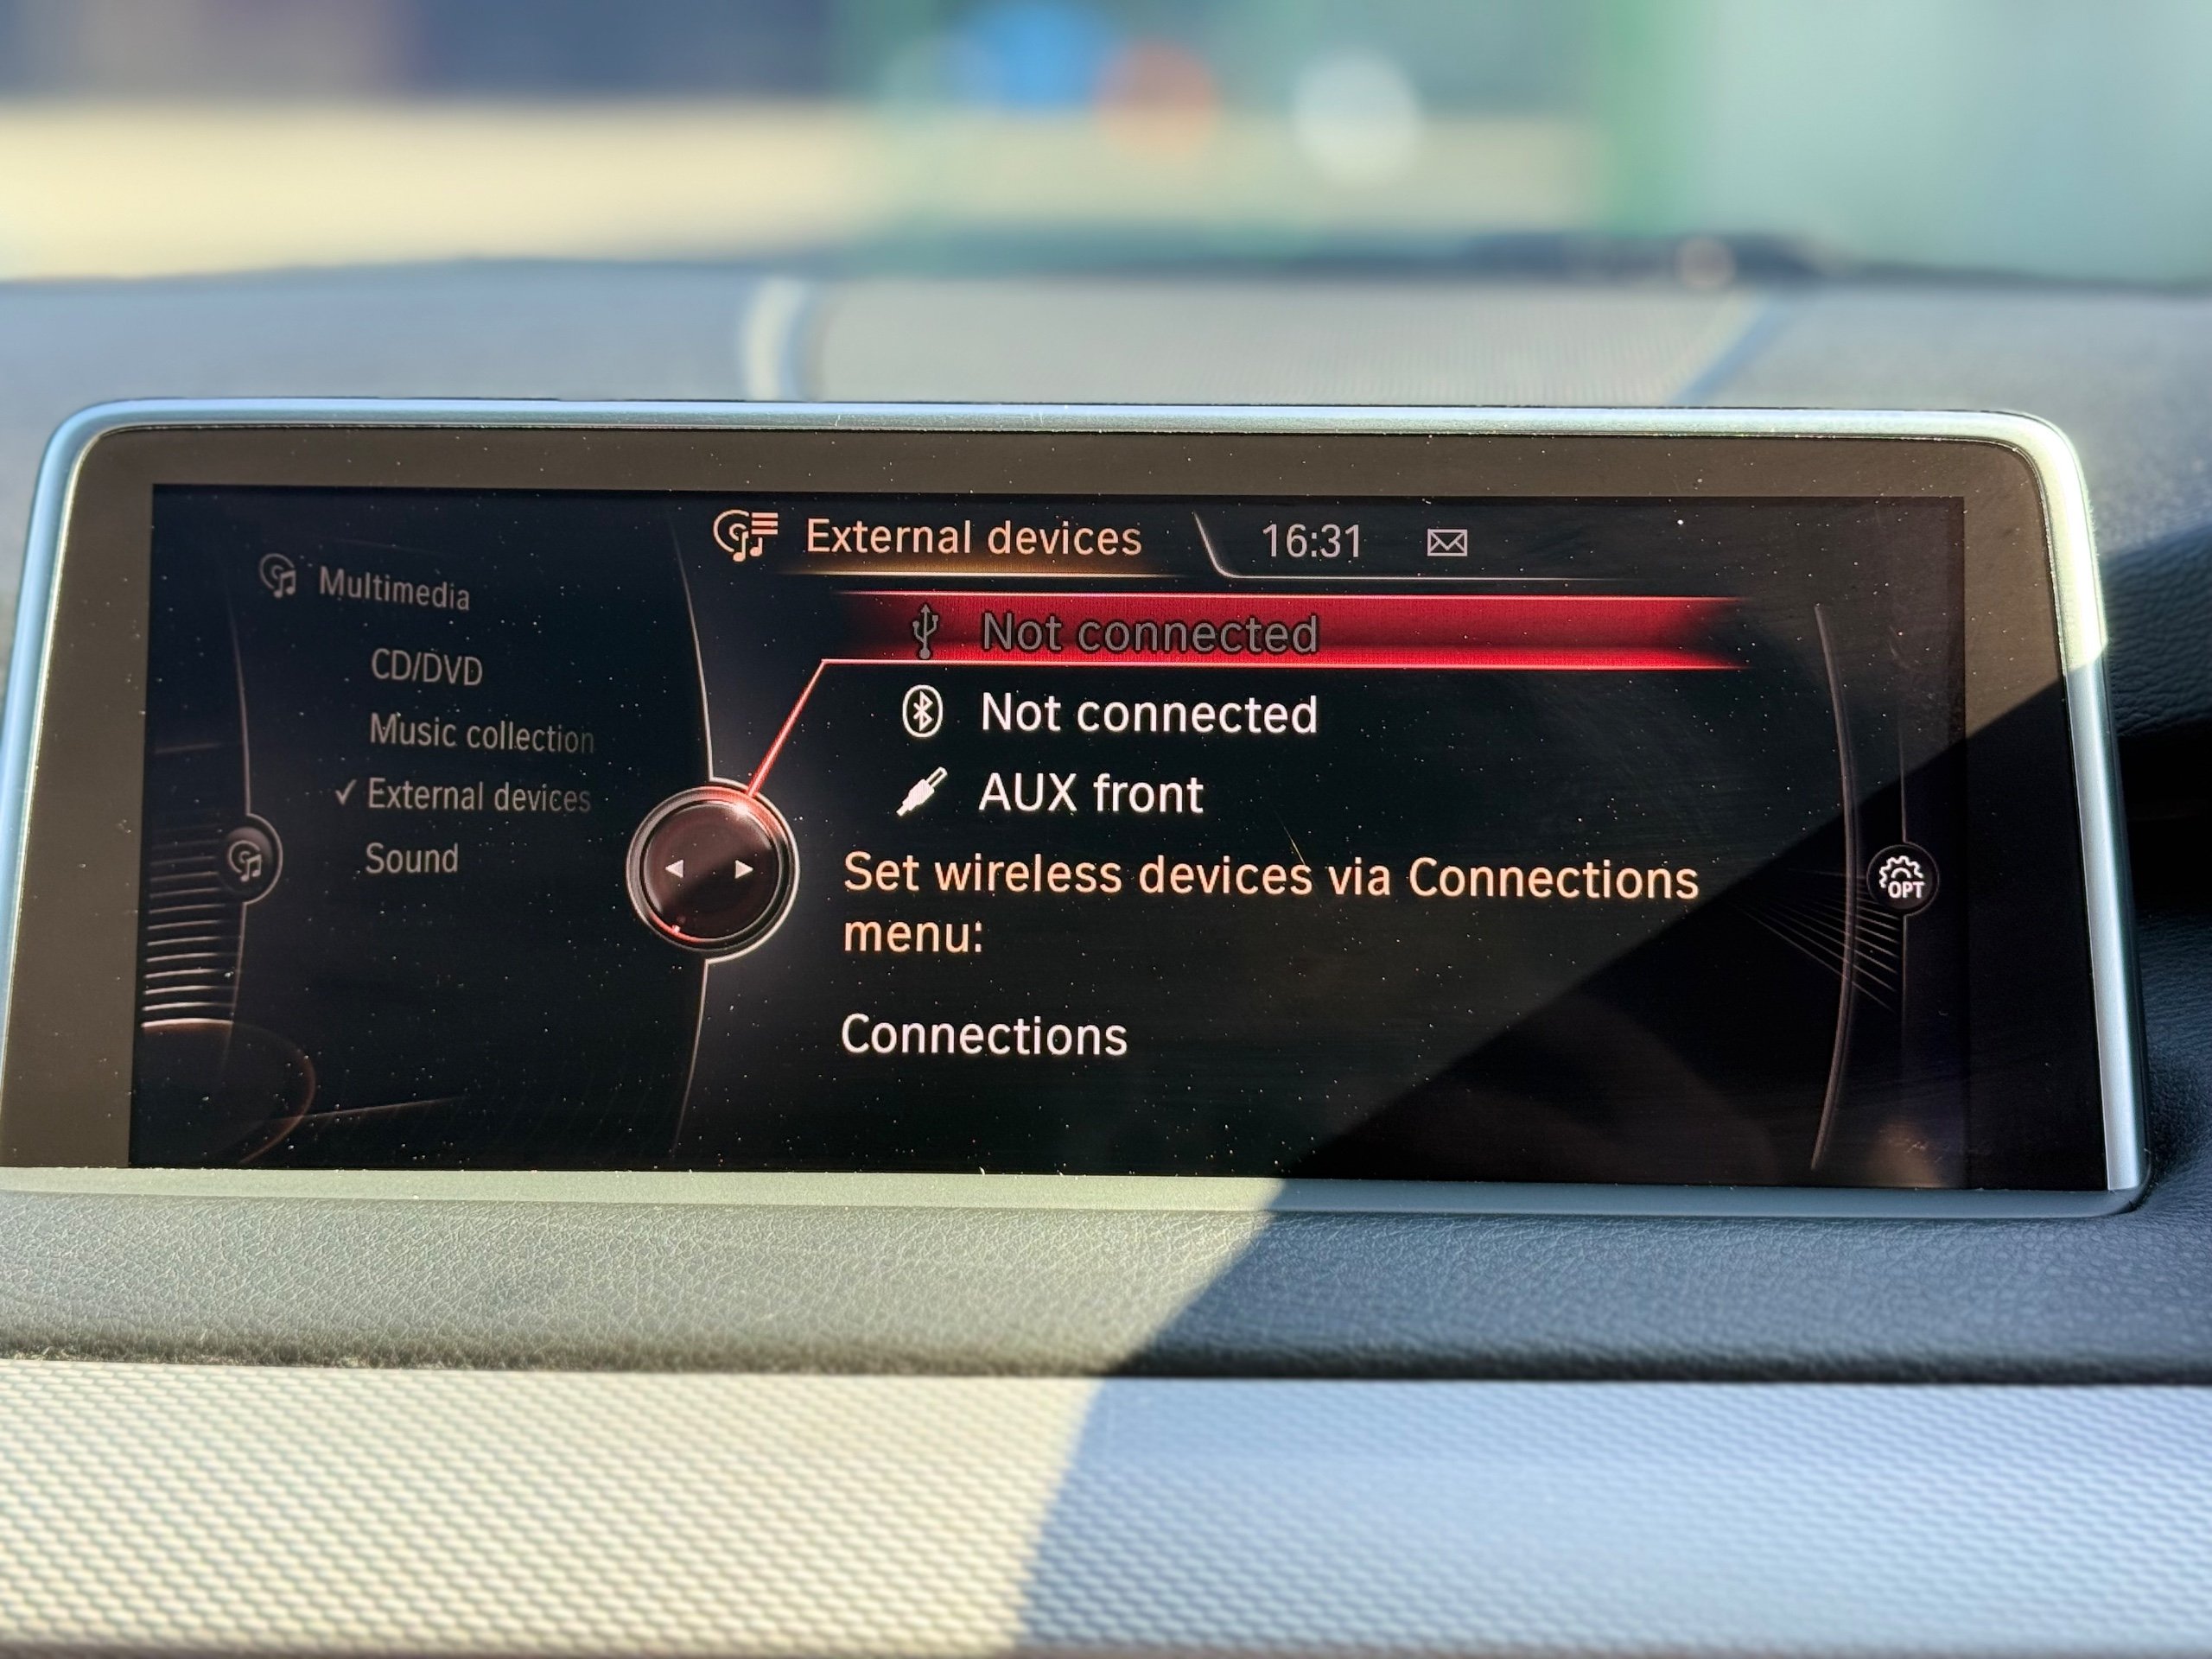 External devices 16:31
Multimedia
CD/DVD
Music collection
External devices
Sound
Not connected
Not connected
AUX front
Set wireless devices via Connections
menu:
Connections
OPT